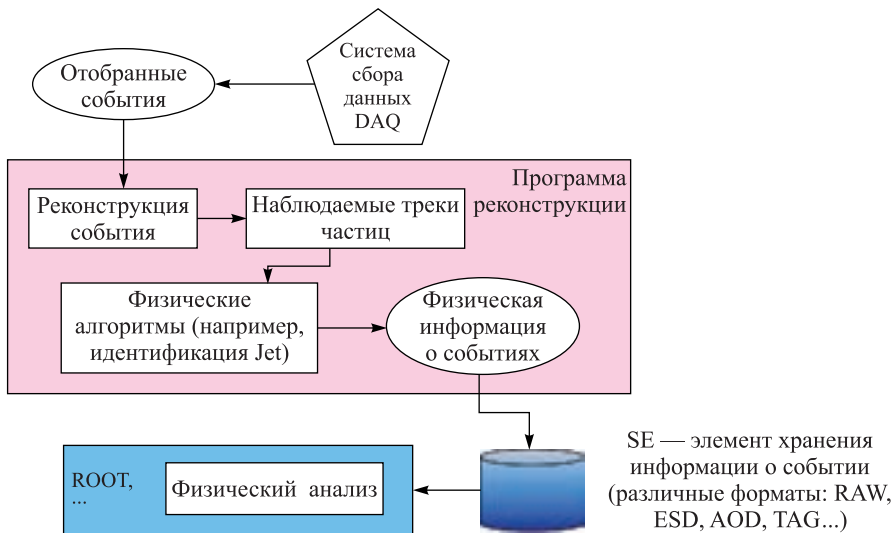 Система
сбора
данных
DAQ
Отобранные
события
Программа
реконструкции
Реконструкция
события
Наблюдаемые треки
частиц
Физические
алгоритмы (например,
идентификация Jet)
Физическая
информация
о событиях
SE — элемент хранения
информации о событии
(различные форматы: RAW,
ESD, AOD, TAG...)
ROOT,
...
Физический анализ